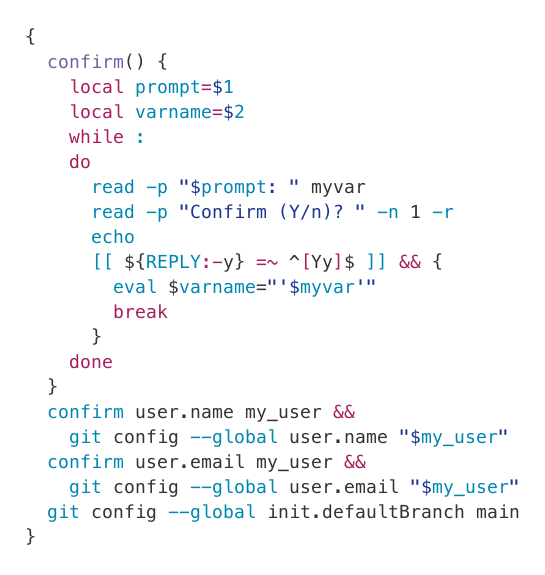 {
  confirm() {
    local prompt=$1
    local varname=$2
    while :
    do
      read -p "$prompt: " myvar
      read -p "Confirm (Y/n)? " -n 1 -r
      echo
      [[ ${REPLY:-y} =~ ^[Yy]$ ]] && {
        eval $varname="'$myvar'"
        break
      }
    done
  }
  confirm user.name my_user &&
    git config --global user.name "$my_user"
  confirm user.email my_user &&
    git config --global user.email "$my_user"
  git config --global init.defaultBranch main
}